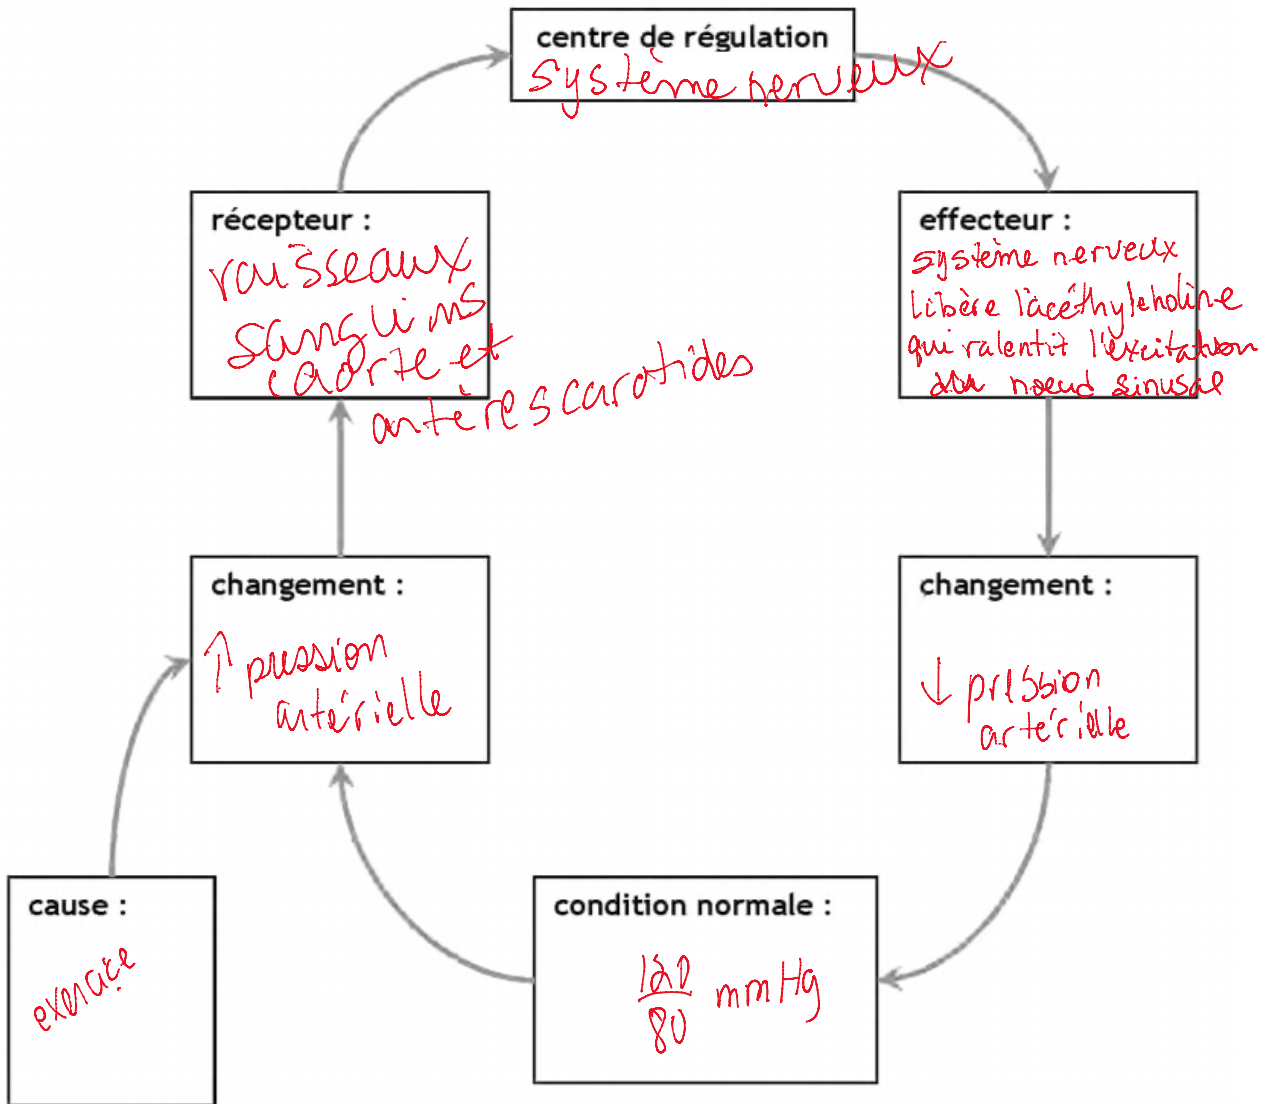 centre de régulation
système nerveux
récepteur :
vaisseaux
sanguins
(aorte et
artères carotides
effecteur :
système nerveux
libère l'acéthylcholine
qui ralentit l'excitation
du noeud sinusal
changement :
↑ pression
artérielle
changement :
↓ pression
artérielle
cause :
exercice
condition normale :
120
80 mmHg